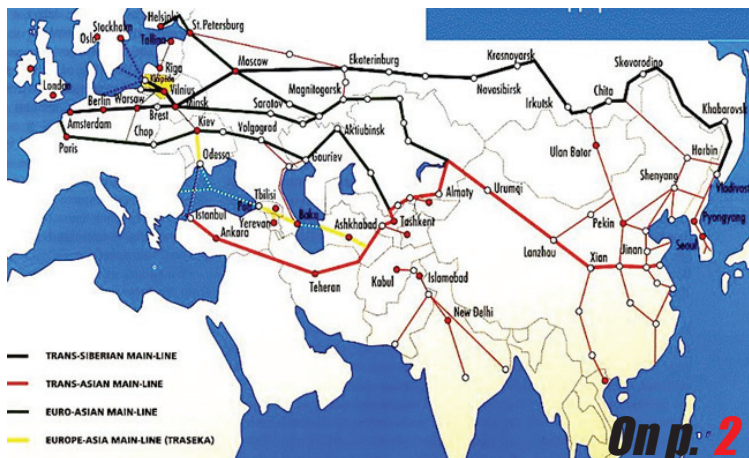 Helsinki
Stockholm
Oslo
St.Petersburg
Tallina
Riga
London
Vilnius
Moscow
Ekaterinburg
Krasnoyarsk
Skovorodino
Magnitogorsk
Novosibirsk
Irkutsk
Chita
Khabarovsk
Berlin
Warsaw
Minsk
Brest
Amsterdam
Saratov
Paris
Chop
Kiev
Volgograd
Aktiubinsk
Ulan Bator
Harbin
Odessa
Gouriev
Shenyang
Vladivost
Tbilisi
Almaty
Urumqi
Istanbul
Yerevan
Baku
Ashkhabad
Tashkent
Pekin
Pyongyang
Ankara
Lanzhou
Xian
Jinan
Seoul
Teheran
Kabul
Islamabad
New Delhi
TRANS-SIBERIAN MAIN-LINE
TRANS-ASIAN MAIN-LINE
EURO-ASIAN MAIN-LINE
EUROPE-ASIA MAIN-LINE (TRASEKA)
On p. 2